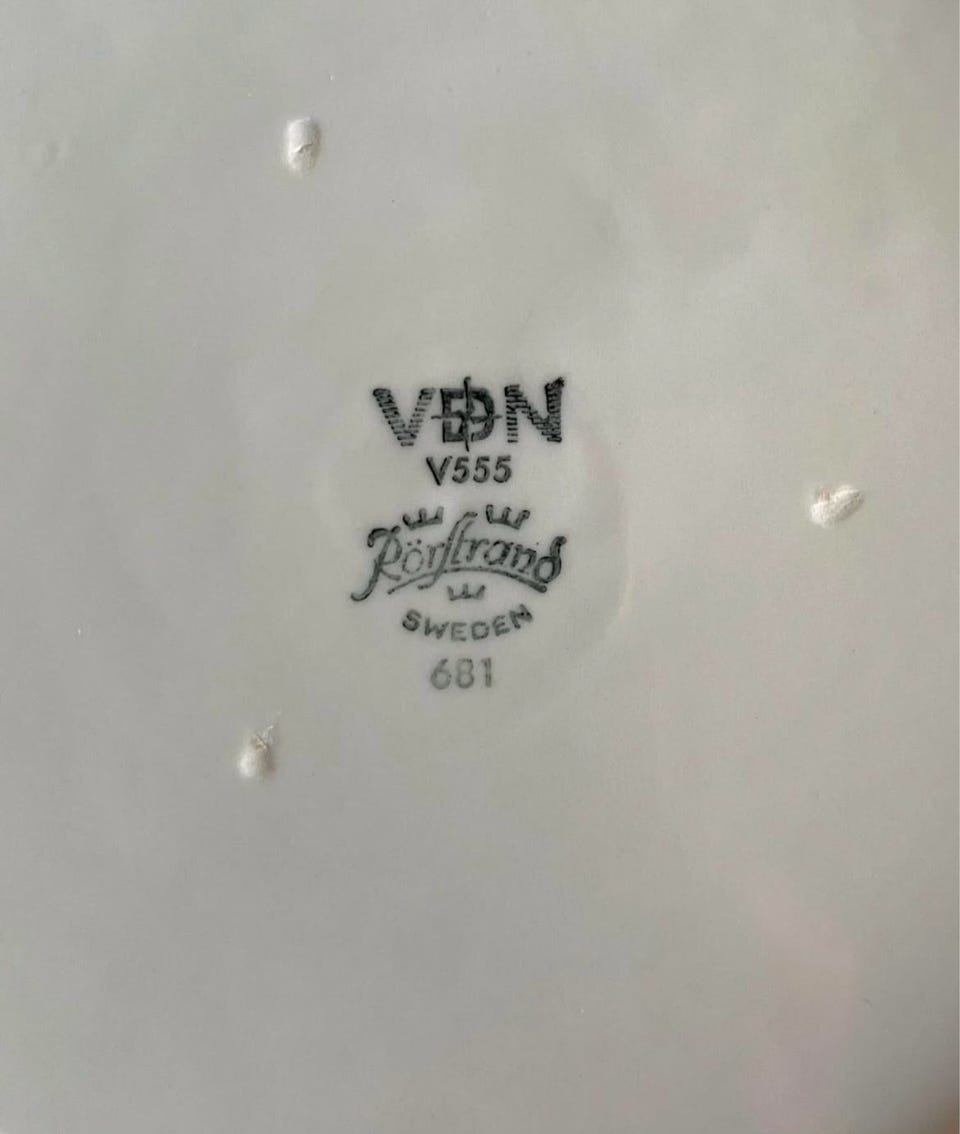 VDN
V555
Rörstrand
SWEDEN
681